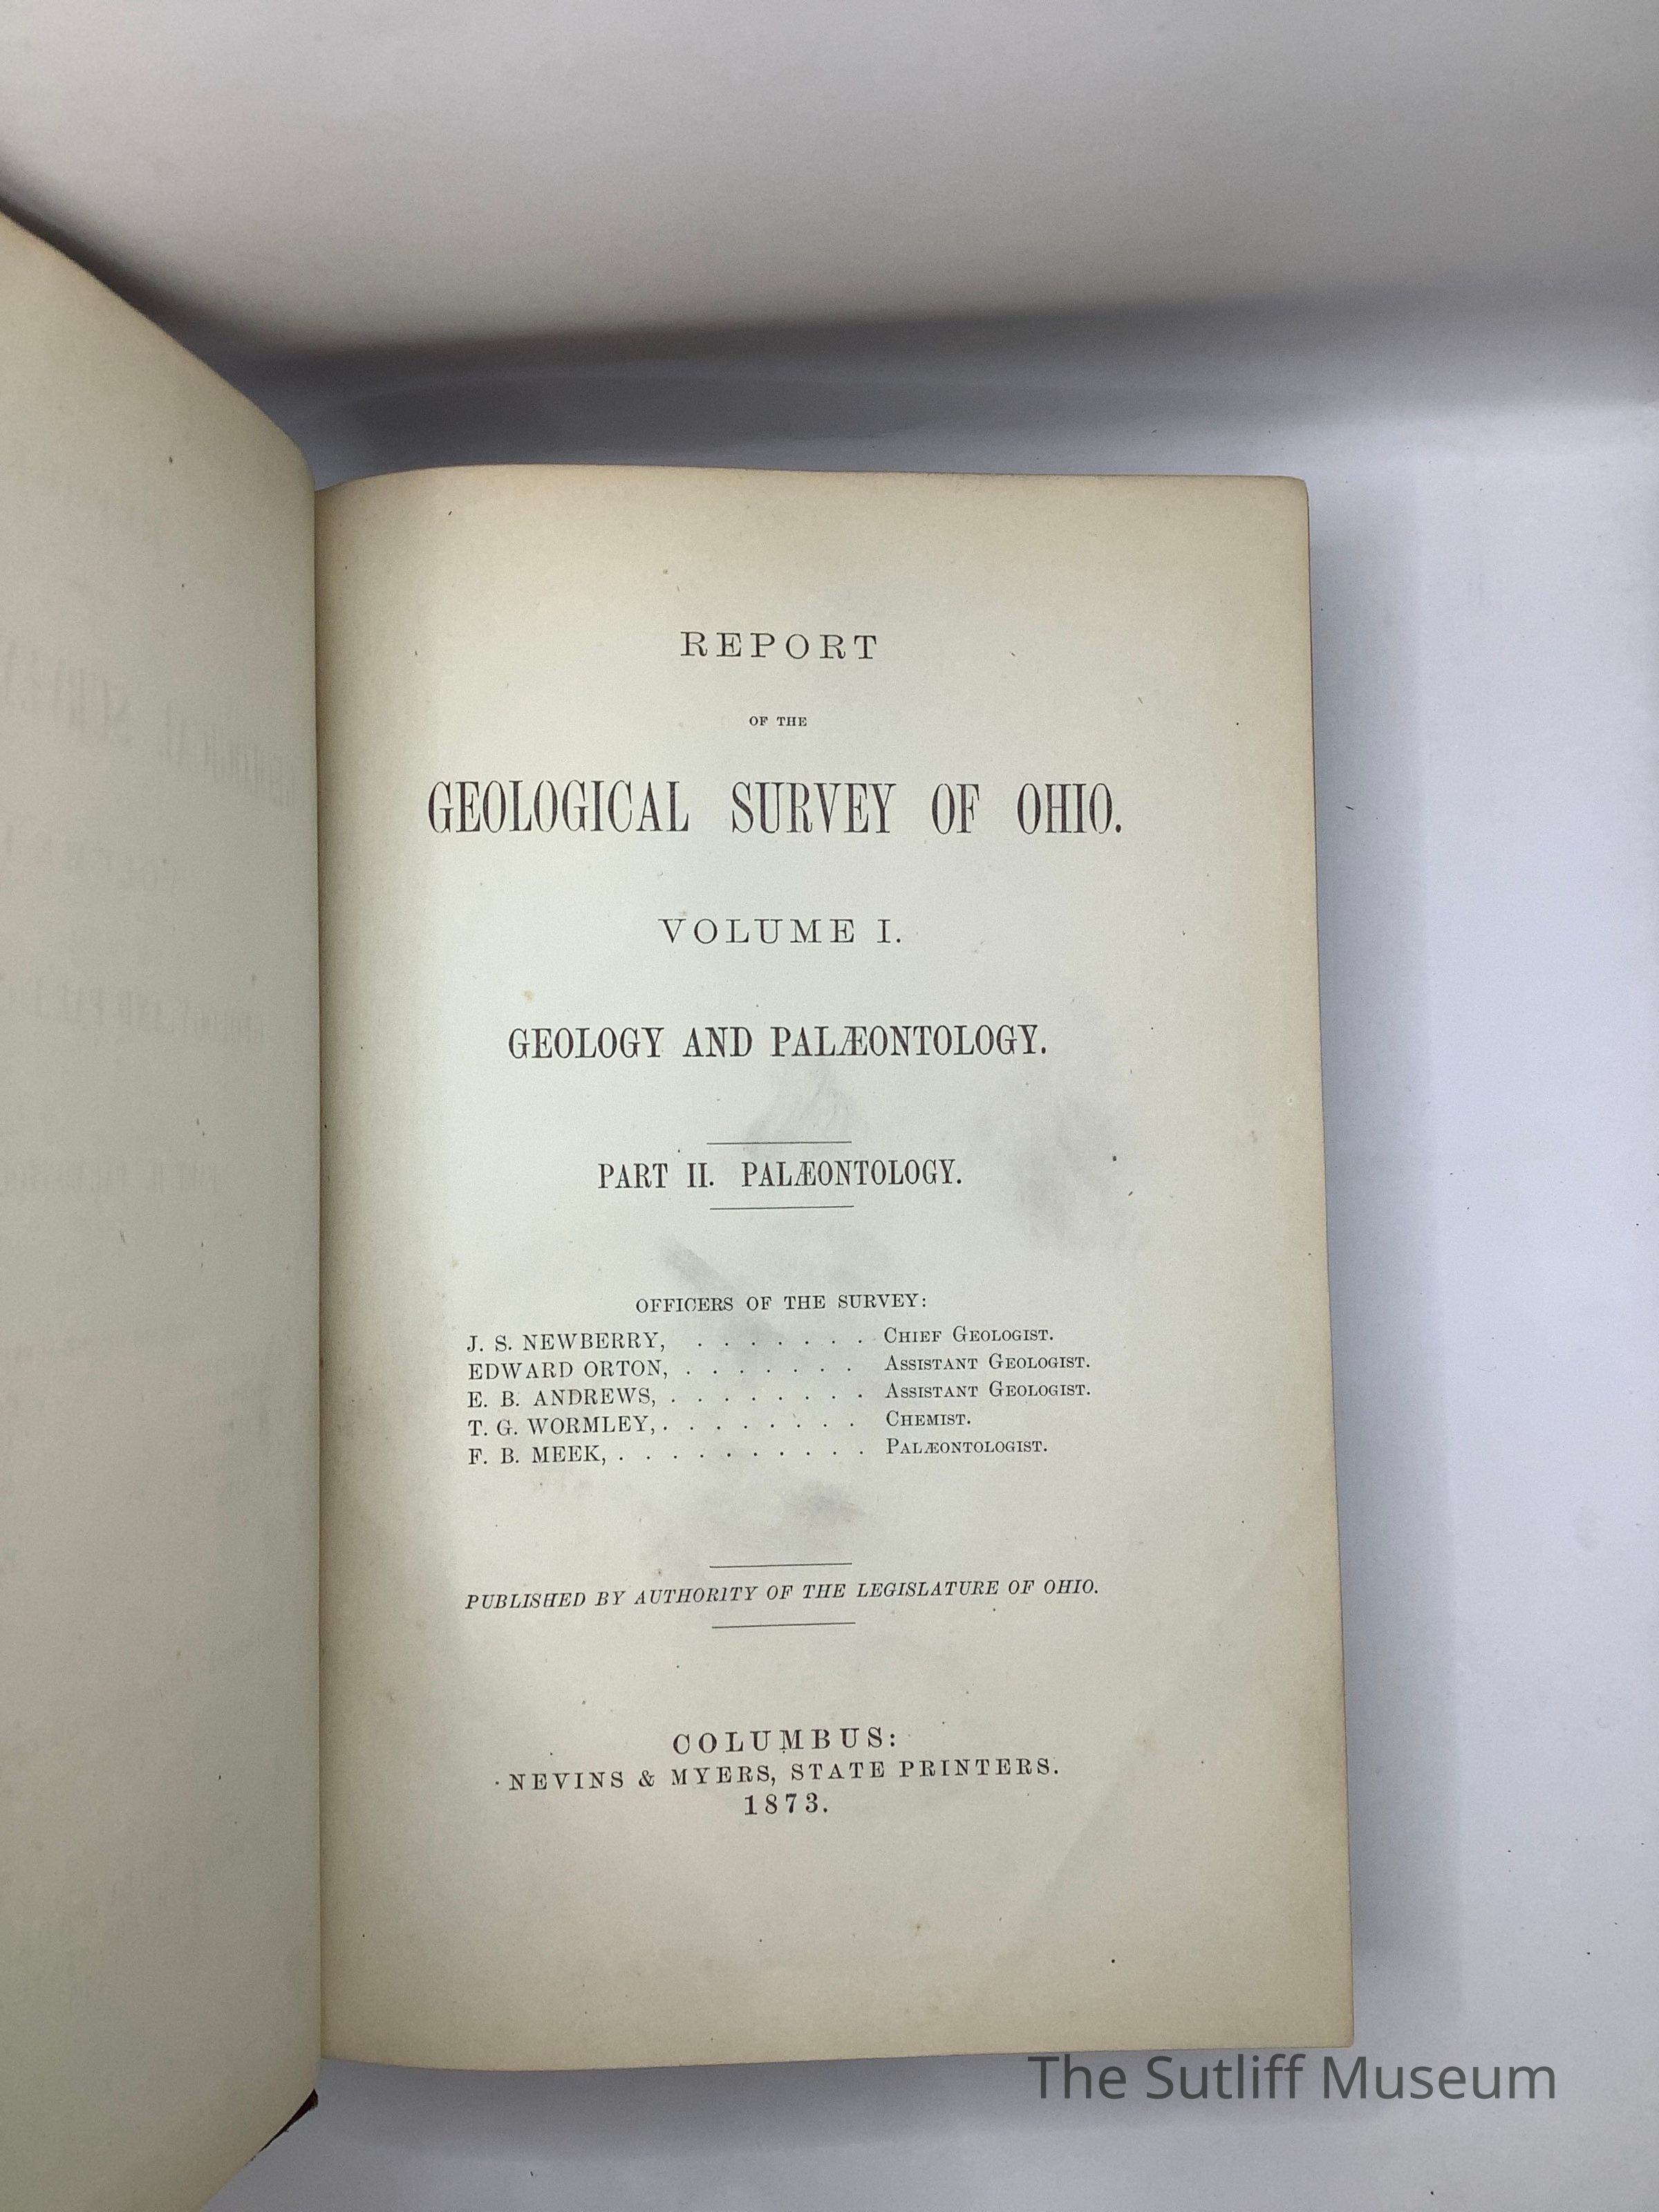 REPORT
OF THE
GEOLOGICAL SURVEY OF OHIO.
VOLUME I.
GEOLOGY AND PALÆONTOLOGY.
PART II. PALÆONTOLOGY.
OFFICERS OF THE SURVEY:
J. S. NEWBERRY, . . . . . . . CHIEF GEOLOGIST.
EDWARD ORTON, . . . . . . . ASSISTANT GEOLOGIST.
E. B. ANDREWS, . . . . . . . . ASSISTANT GEOLOGIST.
T. G. WORMLEY, . . . . . . . . CHEMIST.
F. B. MEEK, . . . . . . . . . . PALÆONTOLOGIST.
PUBLISHED BY AUTHORITY OF THE LEGISLATURE OF OHIO.
COLUMBUS:
NEVINS & MYERS, STATE PRINTERS.
1873.
The Sutliff Museum